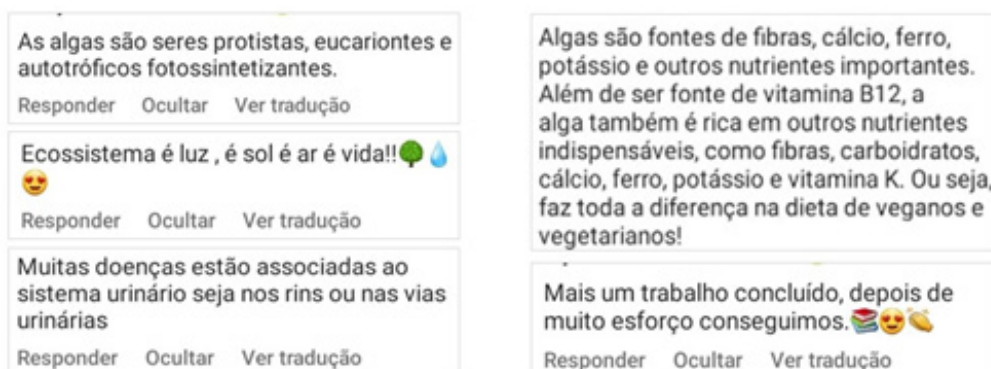 As algas são seres protistas, eucariontes e
autotróficos fotossintetizantes.
Responder Ocultar Ver tradução
Ecossistema é luz , é sol é ar é vida!!🌳💧
😍
Responder Ocultar Ver tradução
Muitas doenças estão associadas ao
sistema urinário seja nos rins ou nas vias
urinárias
Responder Ocultar Ver tradução
Algas são fontes de fibras, cálcio, ferro,
potássio e outros nutrientes importantes.
Além de ser fonte de vitamina B12, a
alga também é rica em outros nutrientes
indispensáveis, como fibras, carboidratos,
cálcio, ferro, potássio e vitamina K. Ou seja,
faz toda a diferença na dieta de veganos e
vegetarianos!
Mais um trabalho concluído, depois de
muito esforço conseguimos.📚😍👏
Responder Ocultar Ver tradução